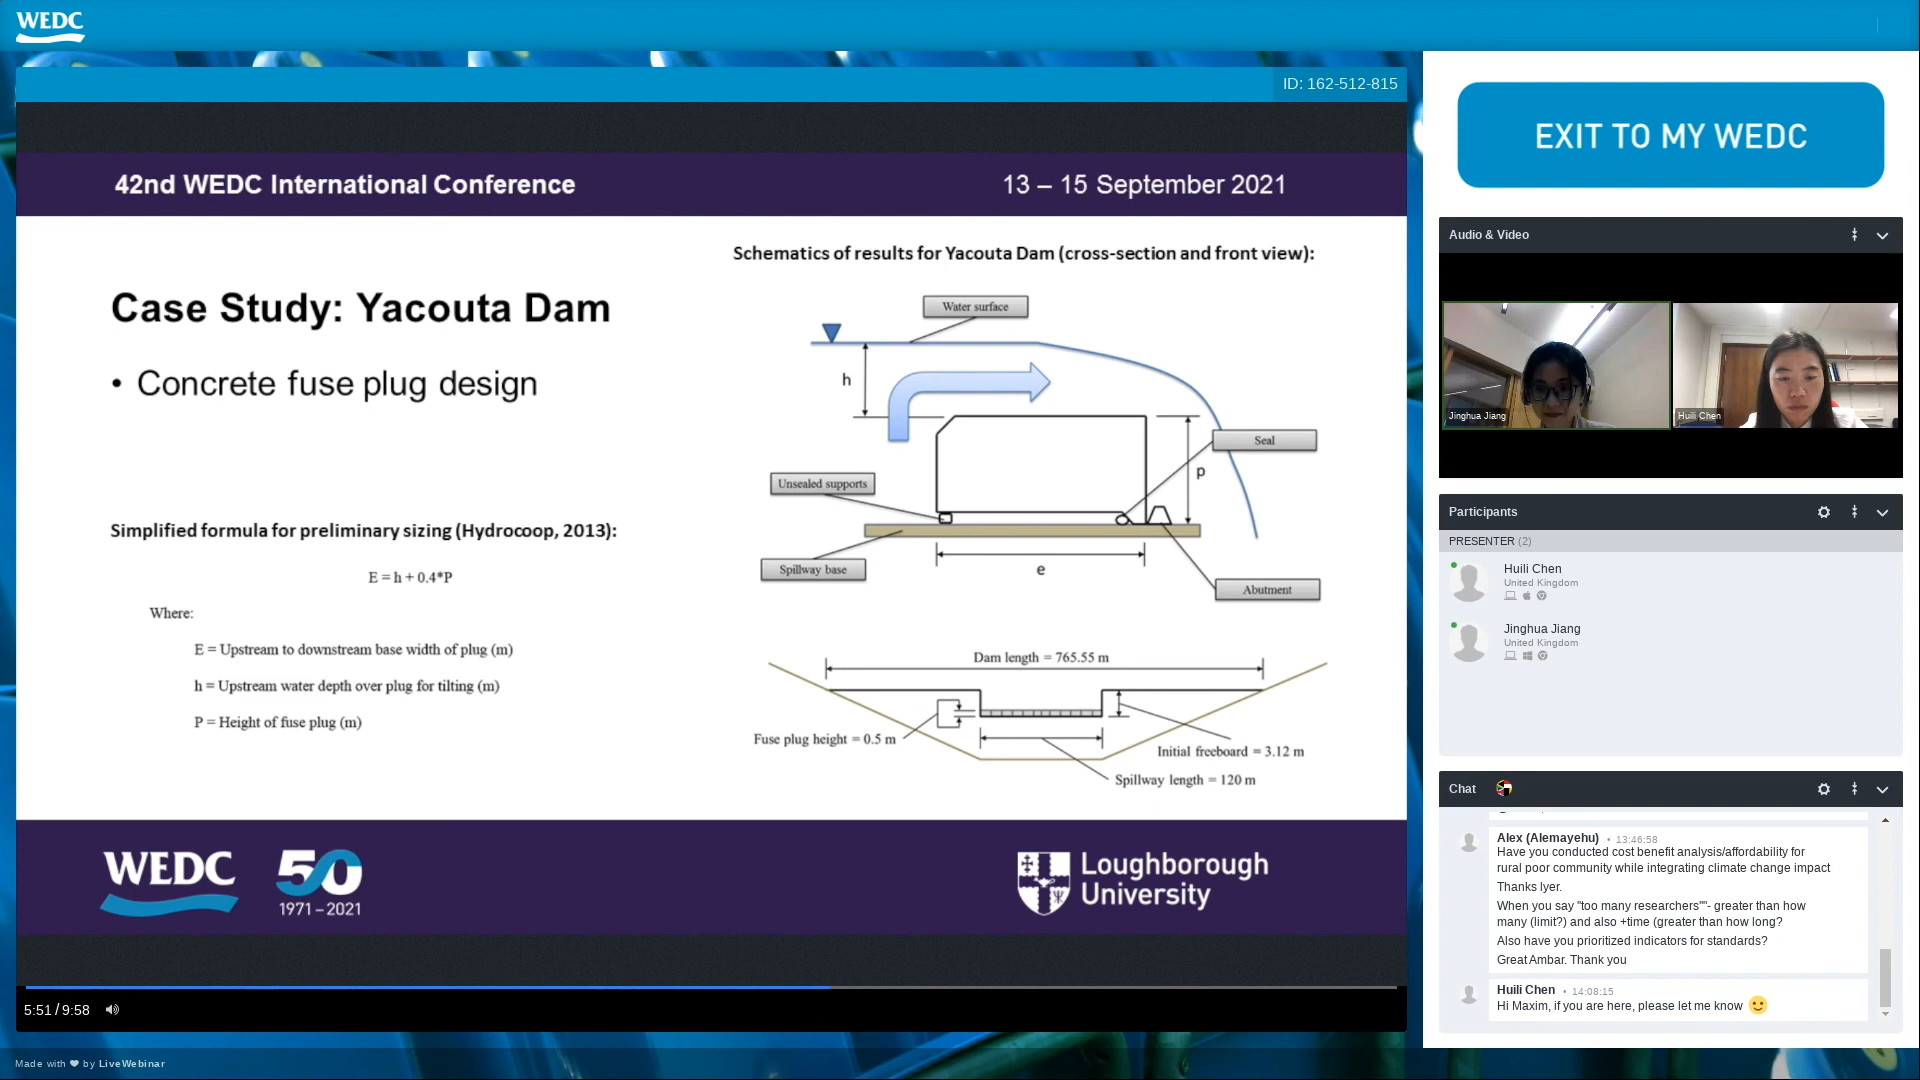 WEDC
ID: 162-512-815
42nd WEDC International Conference
13 – 15 September 2021
Schematics of results for Yacouta Dam (cross-section and front view):
Case Study: Yacouta Dam
• Concrete fuse plug design
Simplified formula for preliminary sizing (Hydrocoop, 2013):
E = h + 0.4*P
Where:
E = Upstream to downstream base width of plug (m)
h = Upstream water depth over plug for tilting (m)
P = Height of fuse plug (m)
Water surface
h
Seal
p
Unsealed supports
Spillway base
e
Abutment
Dam length = 765.55 m
Fuse plug height = 0.5 m
Initial freeboard = 3.12 m
Spillway length = 120 m
WEDC
50
1971 – 2021
Loughborough
University
5:51 / 9:58
Made with ❤ by LiveWebinar
EXIT TO MY WEDC
Audio & Video
Jinghua Jiang
Huili Chen
Participants
PRESENTER (2)
Huili Chen
United Kingdom
Jinghua Jiang
United Kingdom
Chat
Alex (Alemayehu) • 13:46:58
Have you conducted cost benefit analysis/affordability for
rural poor community while integrating climate change impact
Thanks Iyer.
When you say "too many researchers""- greater than how
many (limit?) and also +time (greater than how long?
Also have you prioritized indicators for standards?
Great Ambar. Thank you
Huili Chen • 14:08:15
Hi Maxim, if you are here, please let me know 🙂